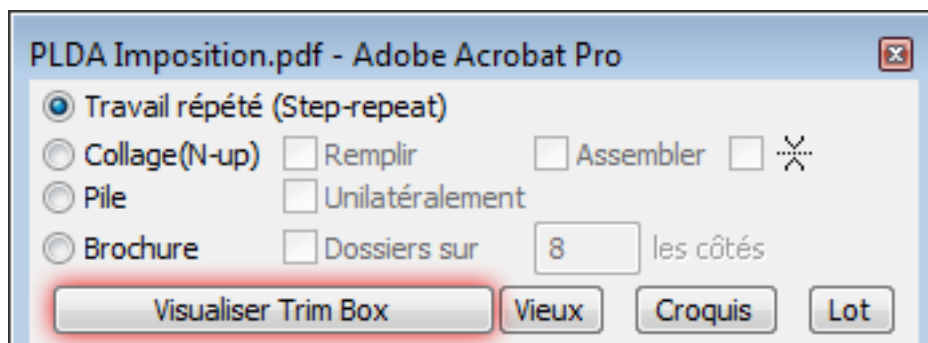 PLDA Imposition.pdf - Adobe Acrobat Pro
Travail répété (Step-repeat)
Collage(N-up) Remplir Assembler
Pile Unilatéralement
Brochure Dossiers sur 8 les côtés
Visualiser Trim Box Vieux Croquis Lot